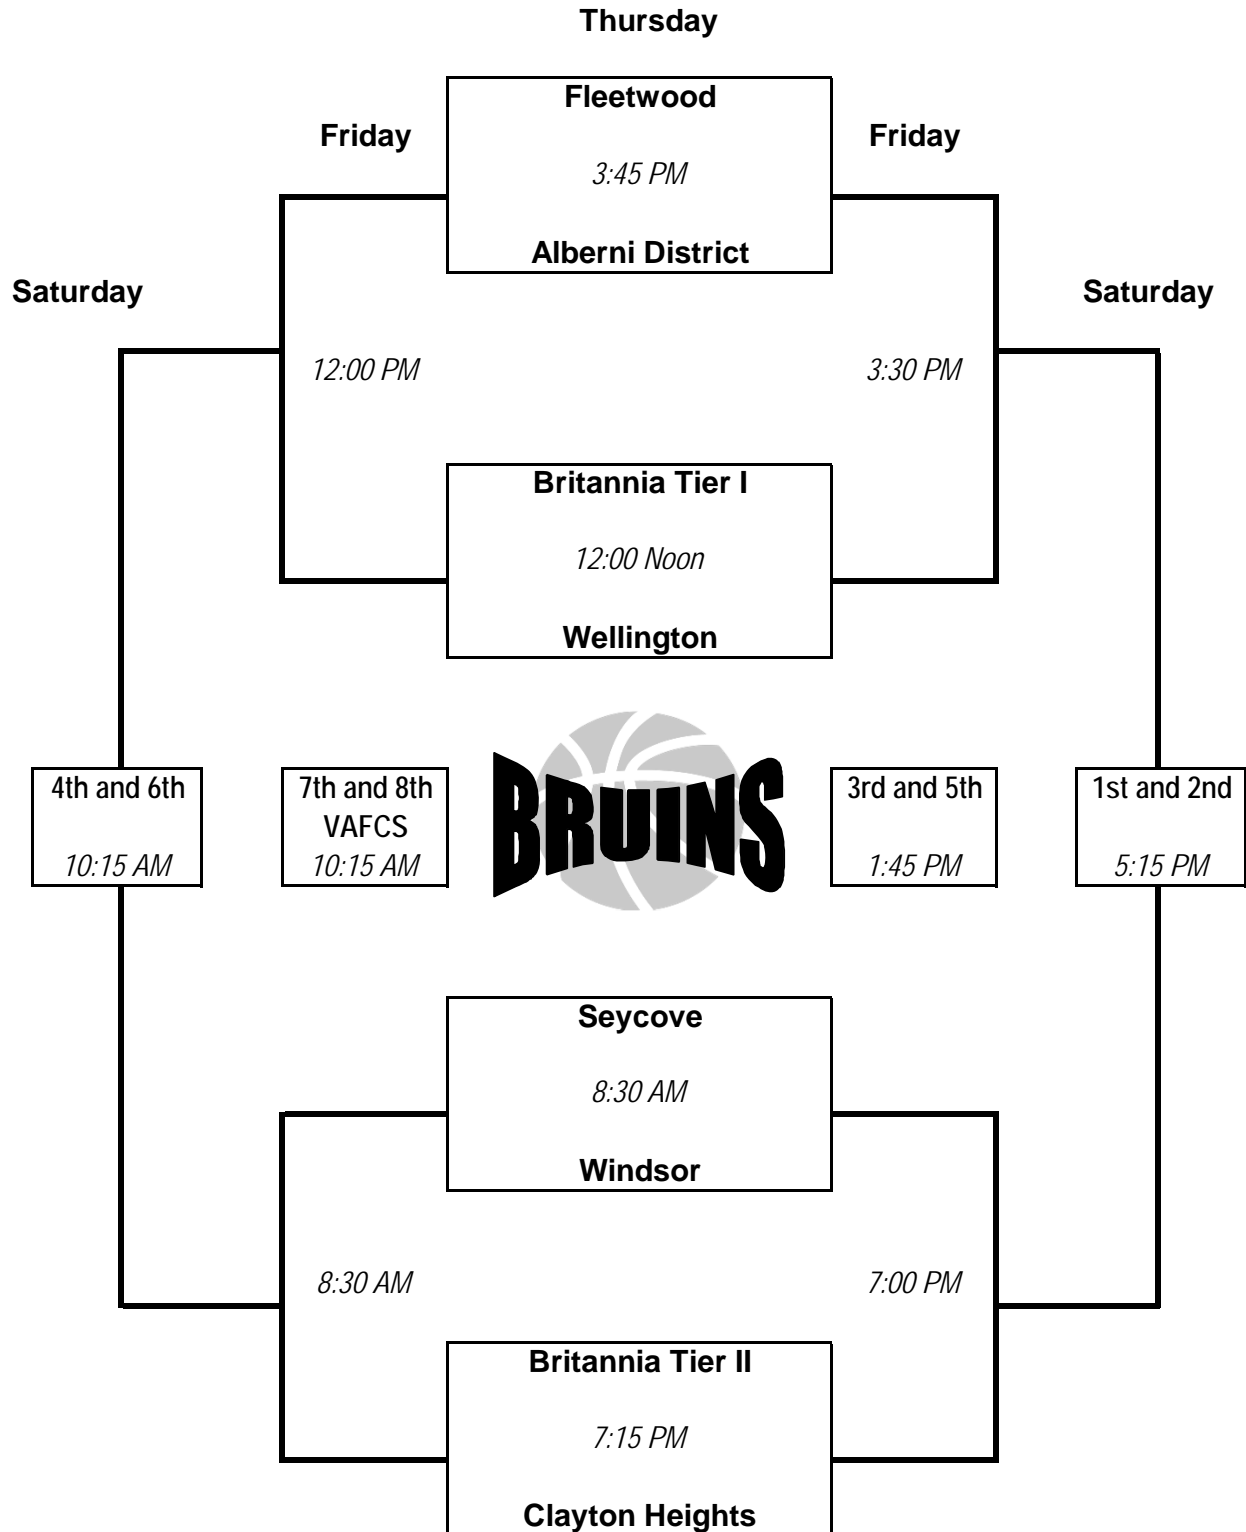 Thursday
Fleetwood
Friday
Friday
3:45 PM
Alberni District
Saturday
Saturday
12:00 PM
3:30 PM
Britannia Tier I
12:00 Noon
Wellington
BRUINS
4th and 6th
10:15 AM
7th and 8th
VAFCS
10:15 AM
3rd and 5th
1:45 PM
1st and 2nd
5:15 PM
Seycove
8:30 AM
Windsor
8:30 AM
7:00 PM
Britannia Tier II
7:15 PM
Clayton Heights